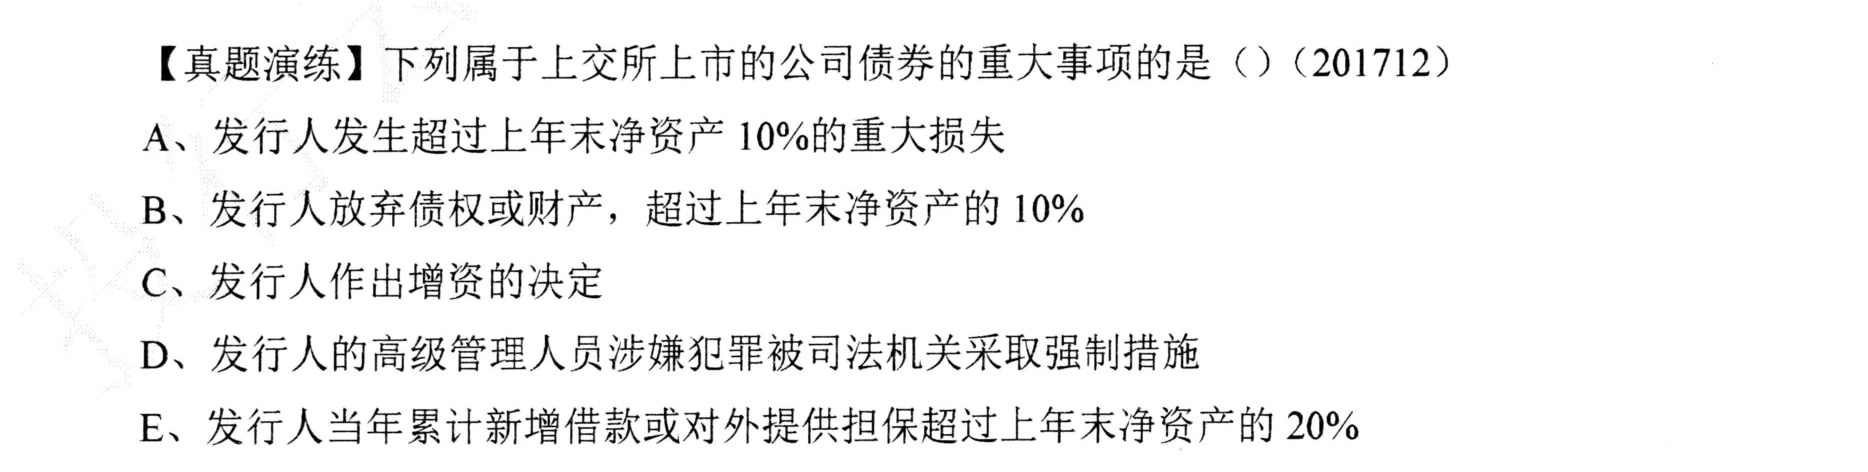 【真题演练】下列属于上交所上市的公司债券的重大事项的是（）（201712）
A、发行人发生超过上年末净资产 10%的重大损失
B、发行人放弃债权或财产，超过上年末净资产的 10%
C、发行人作出增资的决定
D、发行人的高级管理人员涉嫌犯罪被司法机关采取强制措施
E、发行人当年累计新增借款或对外提供担保超过上年末净资产的 20%